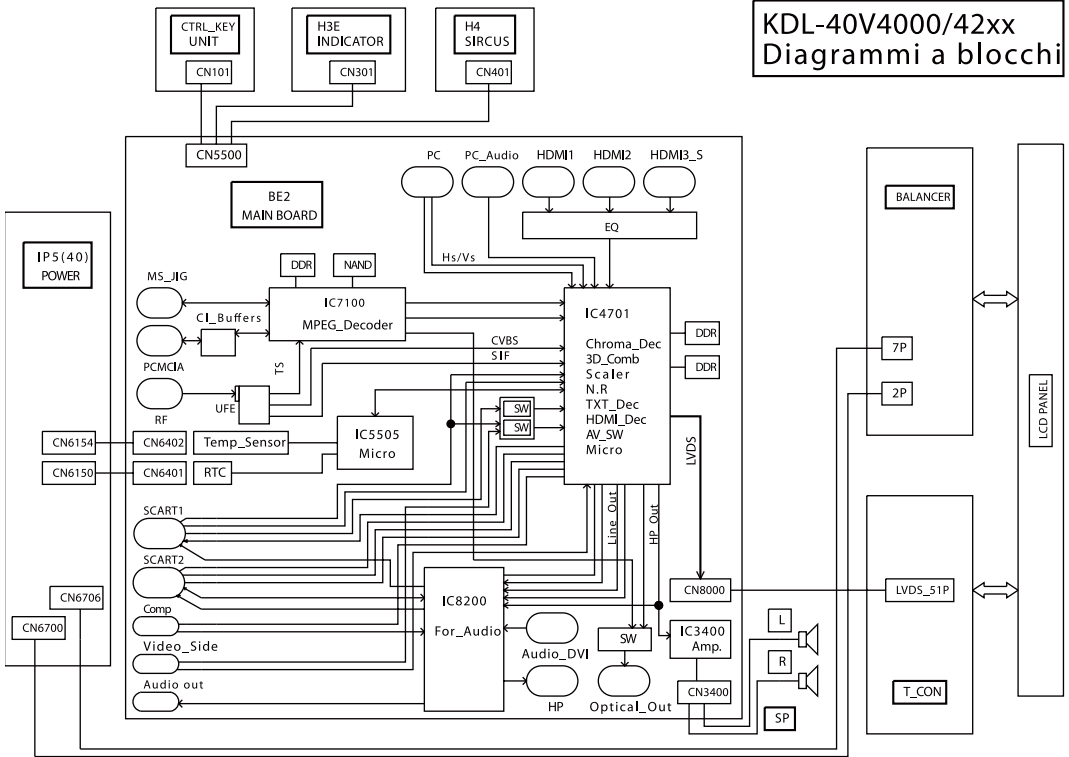 KDL-40V4000/42xx
Diagrammi a blocchi
CTRL_KEY
UNIT
CN101
H3E
INDICATOR
CN301
H4
SIRCUS
CN401
CN5500
BE2
MAIN BOARD
PC
PC_Audio
HDMI1
HDMI2
HDMI3_S
EQ
Hs/Vs
BALANCER
IP5(40)
POWER
MS_JIG
DDR
NAND
IC7100
MPEG_Decoder
CI_Buffers
PCMCIA
TS
CVBS
SIF
RF
UFE
IC4701
Chroma_Dec
3D_Comb
Scaler
N.R
TXT_Dec
HDMI_Dec
AV_SW
Micro
DDR
DDR
7P
2P
LCD PANEL
SW
SW
LVDS
CN6154
CN6402
Temp_Sensor
IC5505
Micro
CN6150
CN6401
RTC
SCART1
SCART2
Line_Out
HP_Out
CN6706
CN6700
Comp
Video_Side
Audio out
IC8200
For_Audio
Audio_DVI
HP
SW
Optical_Out
CN8000
IC3400
Amp.
CN3400
L
R
SP
LVDS_51P
T_CON